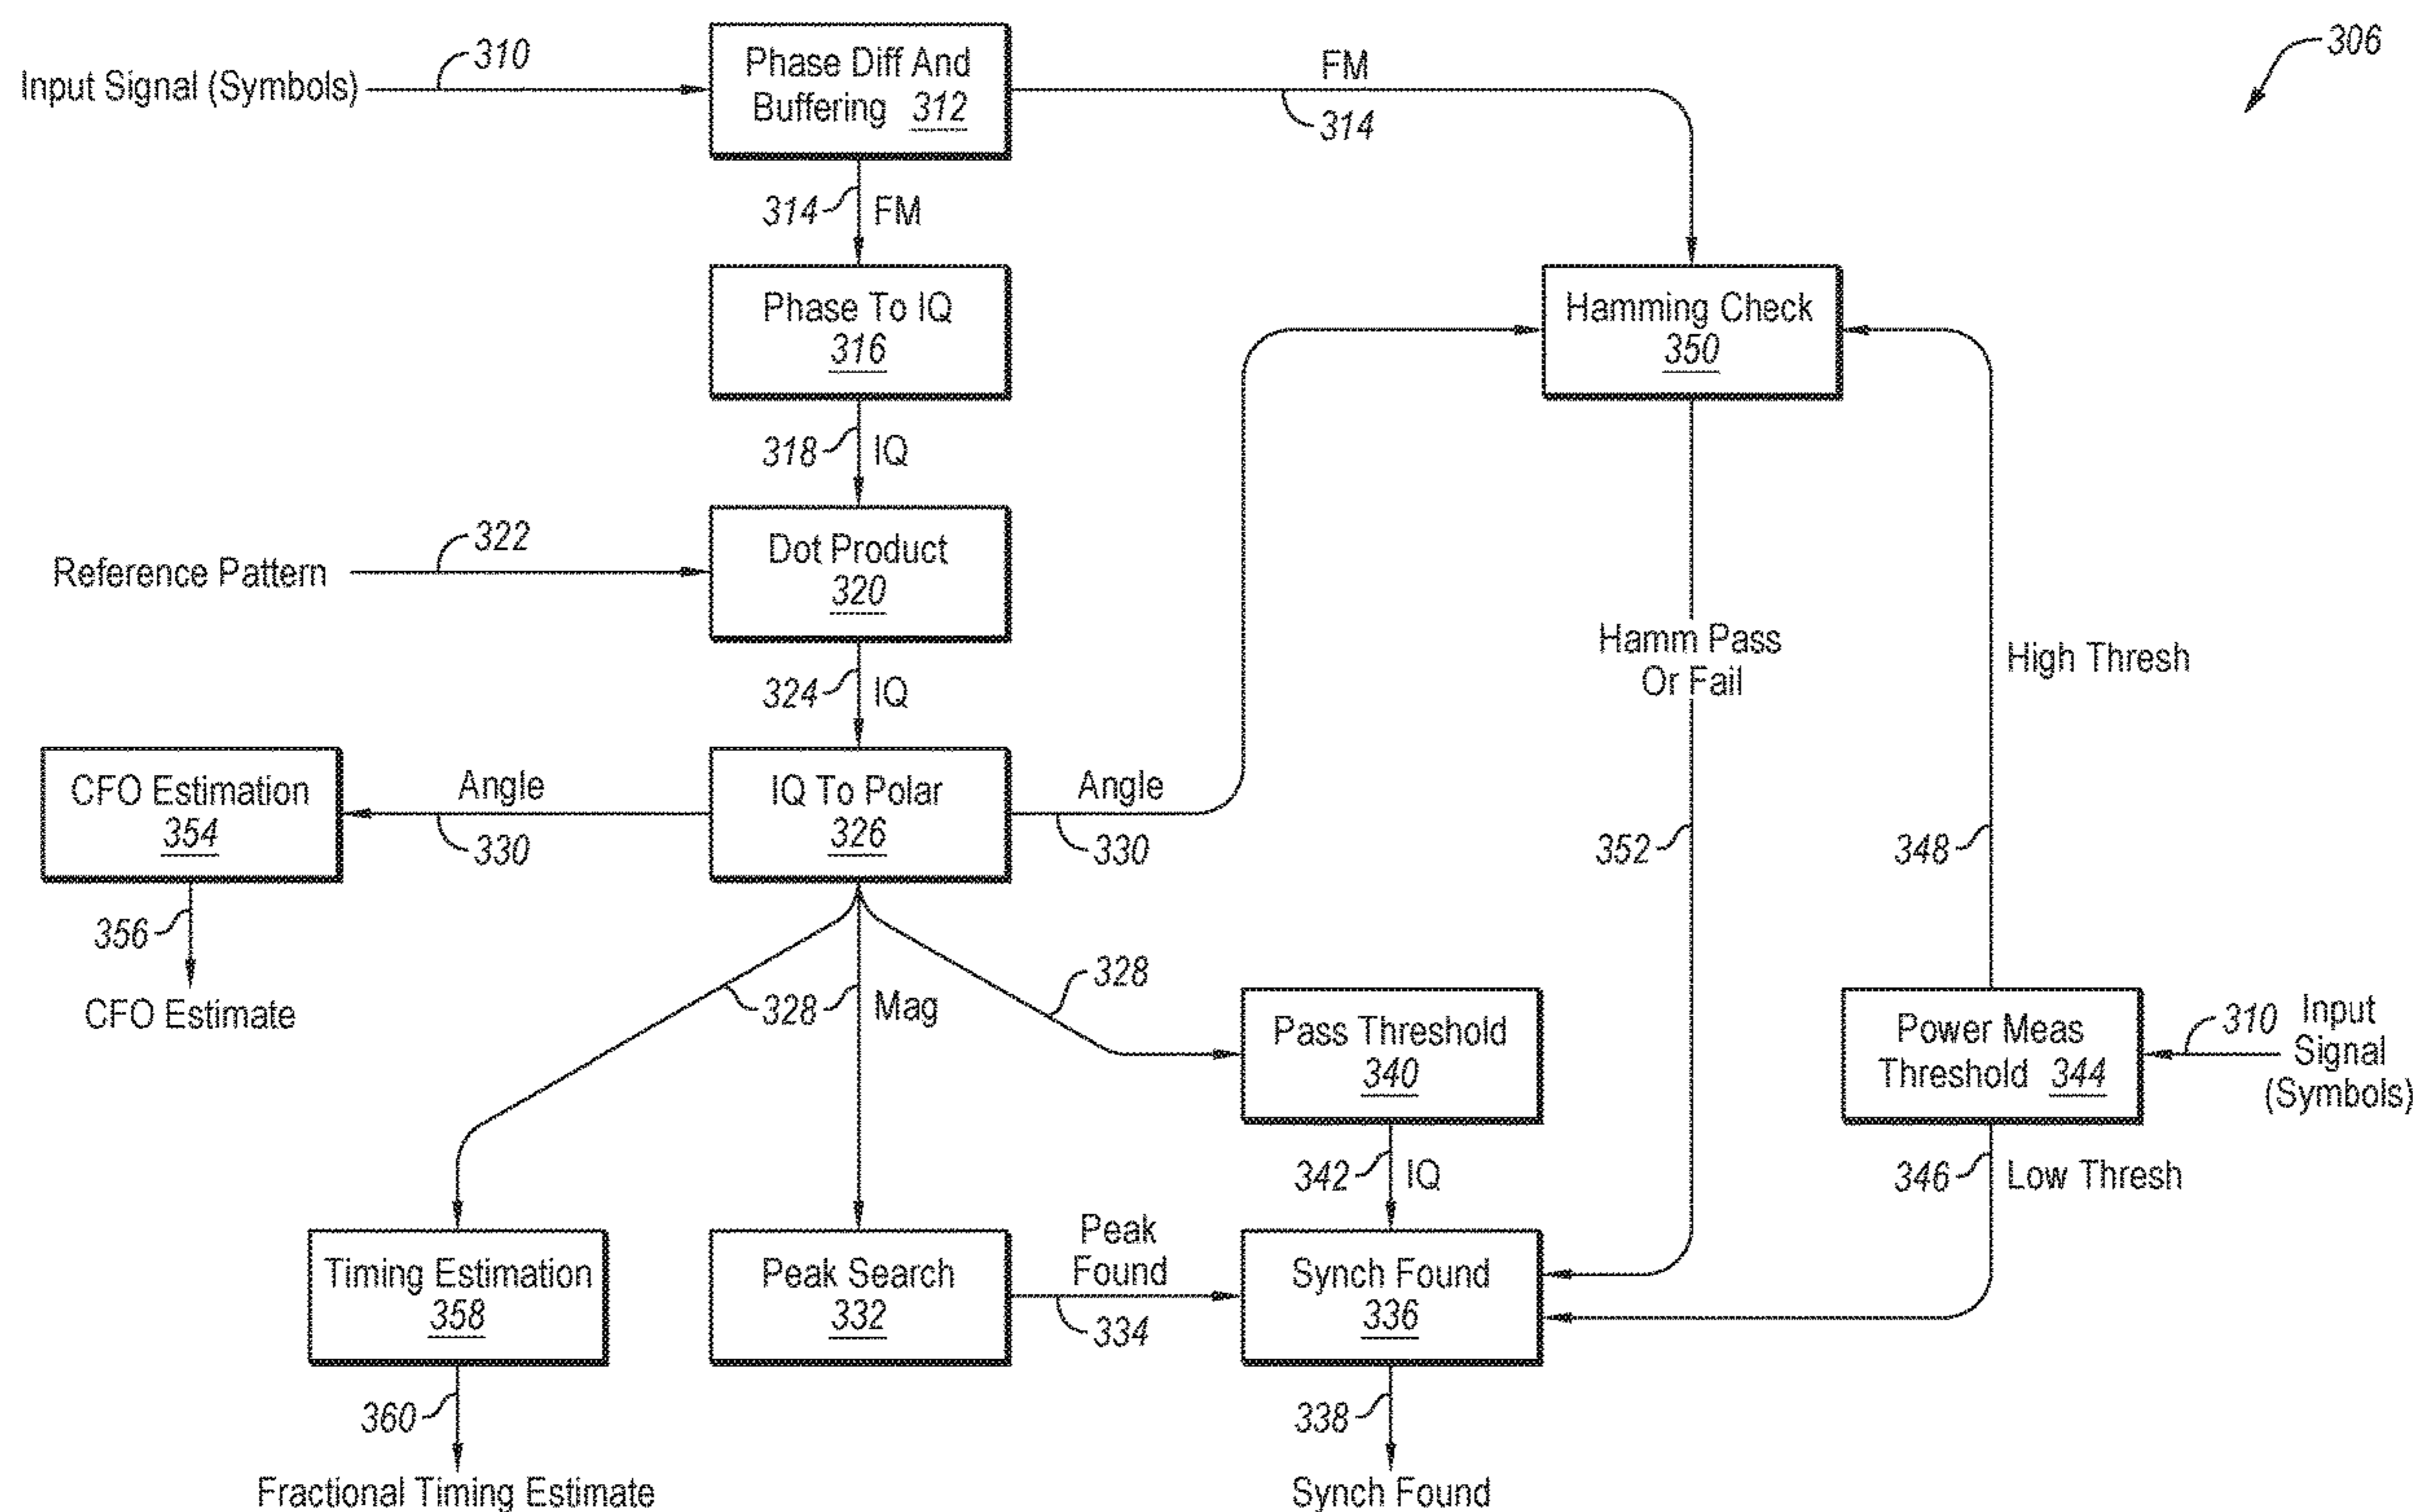 306
Input Signal (Symbols)
310
Phase Diff And
Buffering 312
FM
314
314
FM
Phase To IQ
316
Hamming Check
350
318
IQ
Reference Pattern
322
Dot Product
320
324
IQ
Hamm Pass
Or Fail
High Thresh
CFO Estimation
354
Angle
330
IQ To Polar
326
Angle
330
352
348
356
CFO Estimate
328
Mag
328
Pass Threshold
340
Power Meas
Threshold 344
310
Input
Signal
(Symbols)
342
IQ
346
Low Thresh
Timing Estimation
358
Peak Search
332
Peak
Found
334
Synch Found
336
360
338
Fractional Timing Estimate
Synch Found